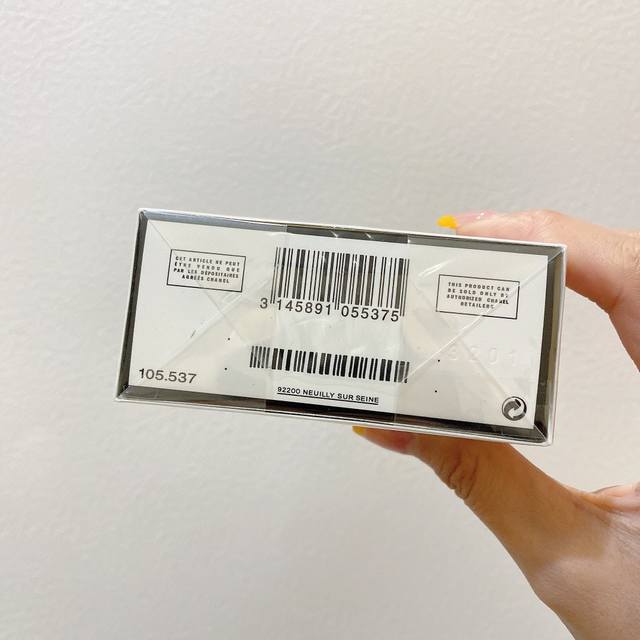 CET ARTICLE NE PEUT
ÊTRE VENDU QUE
PAR LES DÉPOSITAIRES
AGRÉÉS CHANEL
3 145891 055375
THIS PRODUCT CAN
BE SOLD ONLY BY
AUTHORIZED CHANEL
RETAILERS
105.537
92200 NEUILLY SUR SEINE